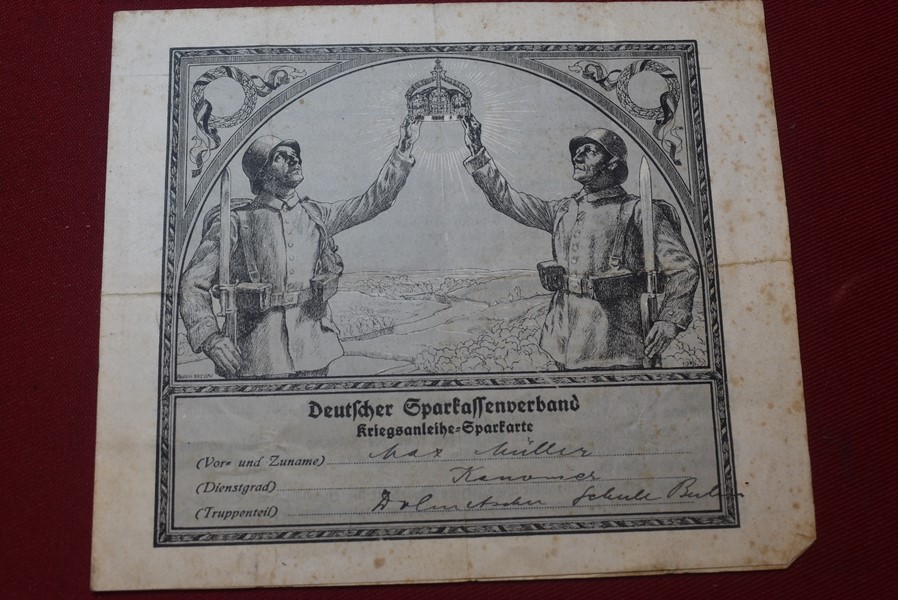 Deutscher Sparkassenverband
Kriegsanleihe=Sparkarte
(Vor= und Zuname) Max Müller
(Dienstgrad) Kanonier
(Truppenteil) Dolmetscher Schule Berlin